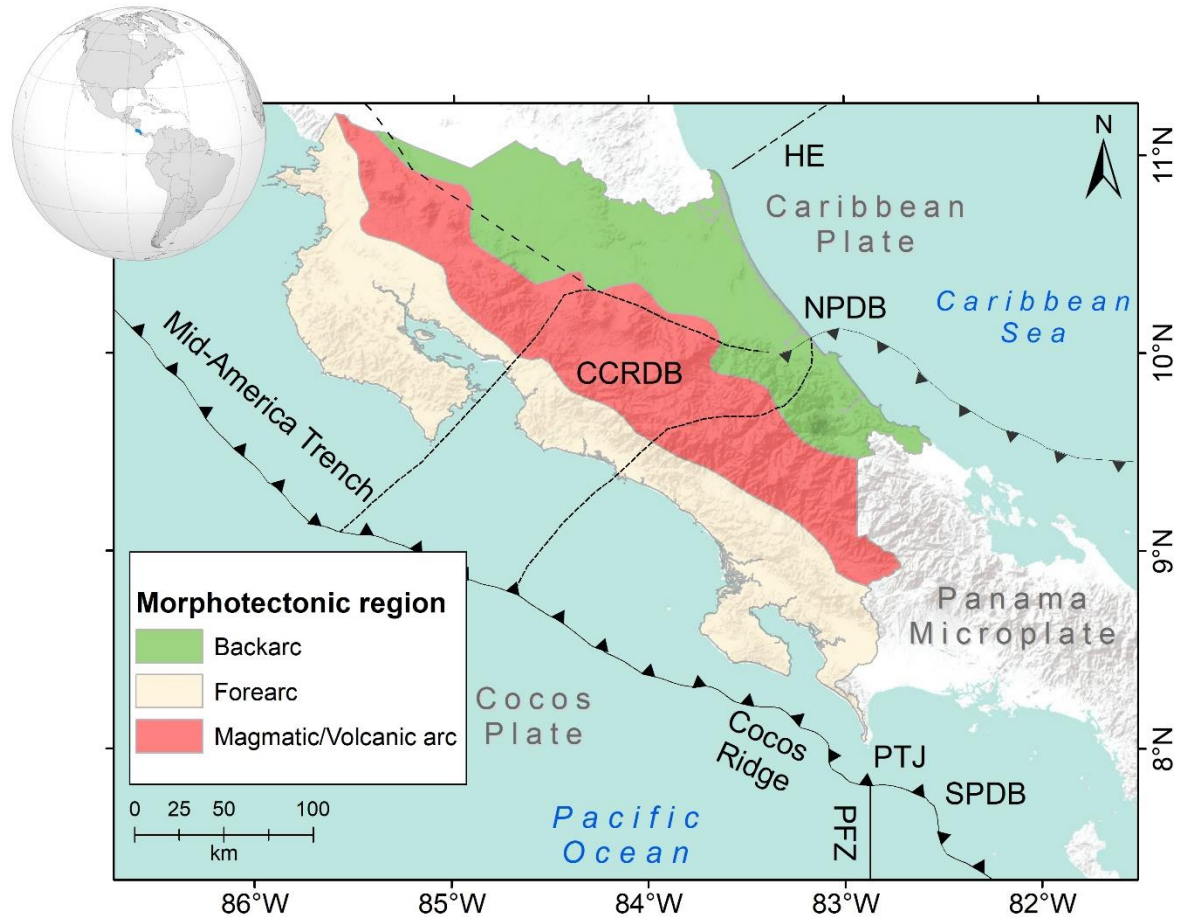 N
HE
Caribbean
Plate
Caribbean
Sea
NPDB
CCRDB
Mid-America Trench
Panama
Microplate
Cocos
Plate
Cocos
Ridge
PTJ
SPDB
PFZ
Pacific
Ocean
Morphotectonic region
Backarc
Forearc
Magmatic/Volcanic arc
0 25 50 100
km
86°W 85°W 84°W 83°W 82°W
11°N
10°N
9°N
8°N